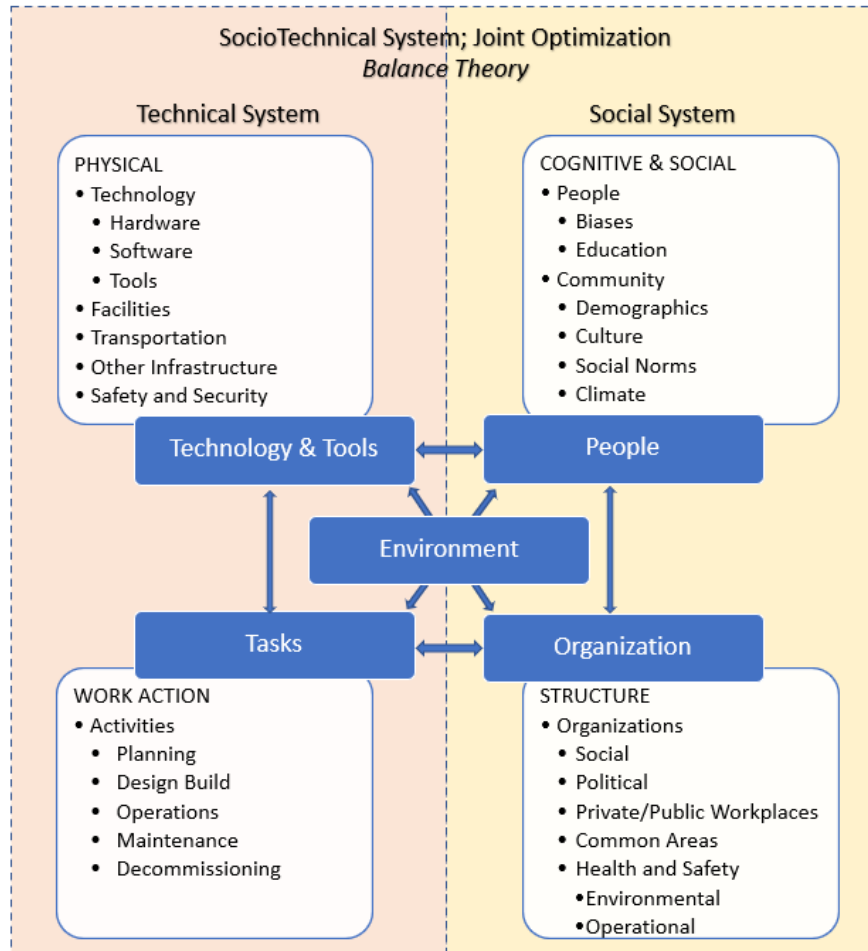 SocioTechnical System; Joint Optimization
Balance Theory
Technical System
PHYSICAL
• Technology
• Hardware
• Software
• Tools
• Facilities
• Transportation
• Other Infrastructure
• Safety and Security
Social System
COGNITIVE & SOCIAL
• People
• Biases
• Education
• Community
• Demographics
• Culture
• Social Norms
• Climate
Technology & Tools
People
Environment
Tasks
Organization
WORK ACTION
• Activities
• Planning
• Design Build
• Operations
• Maintenance
• Decommissioning
STRUCTURE
• Organizations
• Social
• Political
• Private/Public Workplaces
• Common Areas
• Health and Safety
•Environmental
•Operational